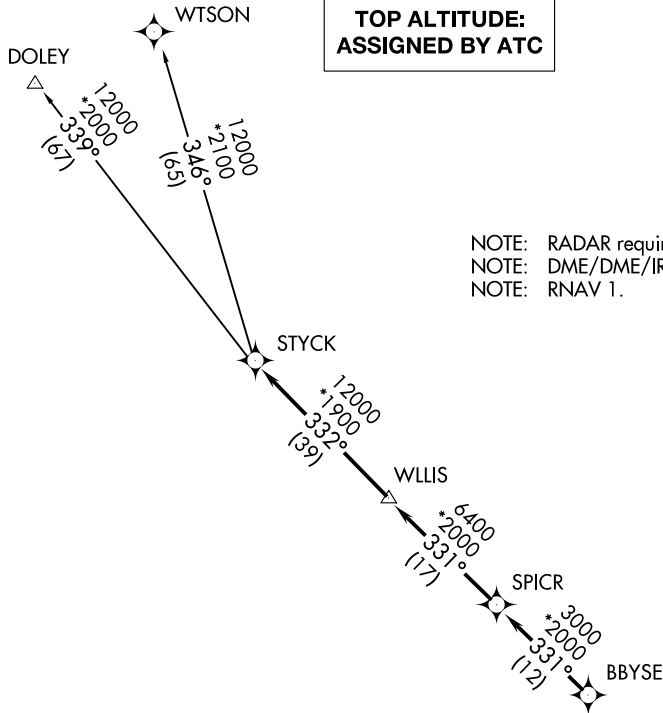 WTSON
TOP ALTITUDE:
ASSIGNED BY ATC
DOLEY
12000
*2000
339°
(67)
12000
*2100
346°
(65)
NOTE: RADAR
NOTE: DME/DME/
NOTE: RNAV 1.
STYCK
12000
*1900
332°
(39)
WLLIS
6400
*2000
331°
(17)
SPICR
3000
*2000
331°
(12)
BBYSE